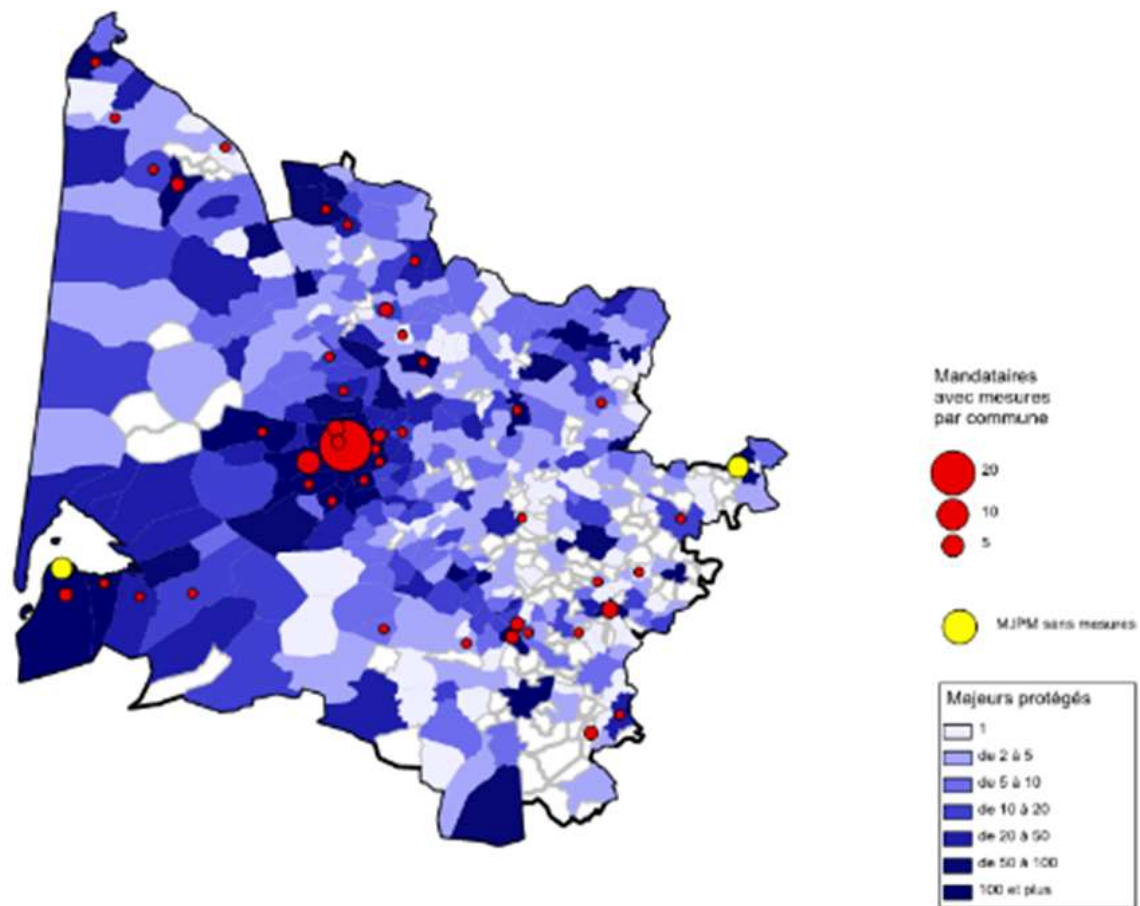 Mandataires
avec mesures
par commune
20
10
5
MJPM sans mesures
Majeurs protégés
1
de 2 à 5
de 5 à 10
de 10 à 20
de 20 à 50
de 50 à 100
100 et plus